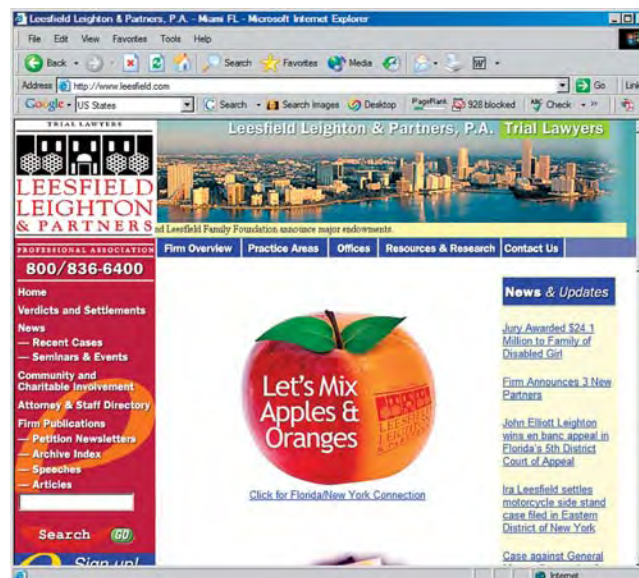 Leesfield Leighton & Partners, P.A. - Miami FL - Microsoft Internet Explorer
File Edit View Favorites Tools Help
Back Search Favorites Media
Address http://www.leesfield.com Go Link
Google US States Search Search Images Desktop PageRank 928 blocked Check
TRIAL LAWYERS
LEESFIELD
LEIGHTON
& PARTNERS
PROFESSIONAL ASSOCIATION
800/836-6400
Leesfield Leighton & Partners, P.A. Trial Lawyers
nd Leesfield Family Foundation announce major endowments.
Firm Overview Practice Areas Offices Resources & Research Contact Us
Home
Verdicts and Settlements
News
— Recent Cases
— Seminars & Events
Community and
Charitable Involvement
Attorney & Staff Directory
Firm Publications
— Petition Newsletters
— Archive Index
— Speeches
— Articles
Search GO
Sign up!
Let's Mix
Apples &
Oranges
LEESFIELD
LEIGHTON
& PARTNERS
Click for Florida/New York Connection
News & Updates
Jury Awarded $24.1
Million to Family of
Disabled Girl
Firm Announces 3 New
Partners
John Elliott Leighton
wins en banc appeal in
Florida's 5th District
Court of Appeal
Ira Leesfield settles
motorcycle side stand
case filed in Eastern
District of New York
Case against General
Internet